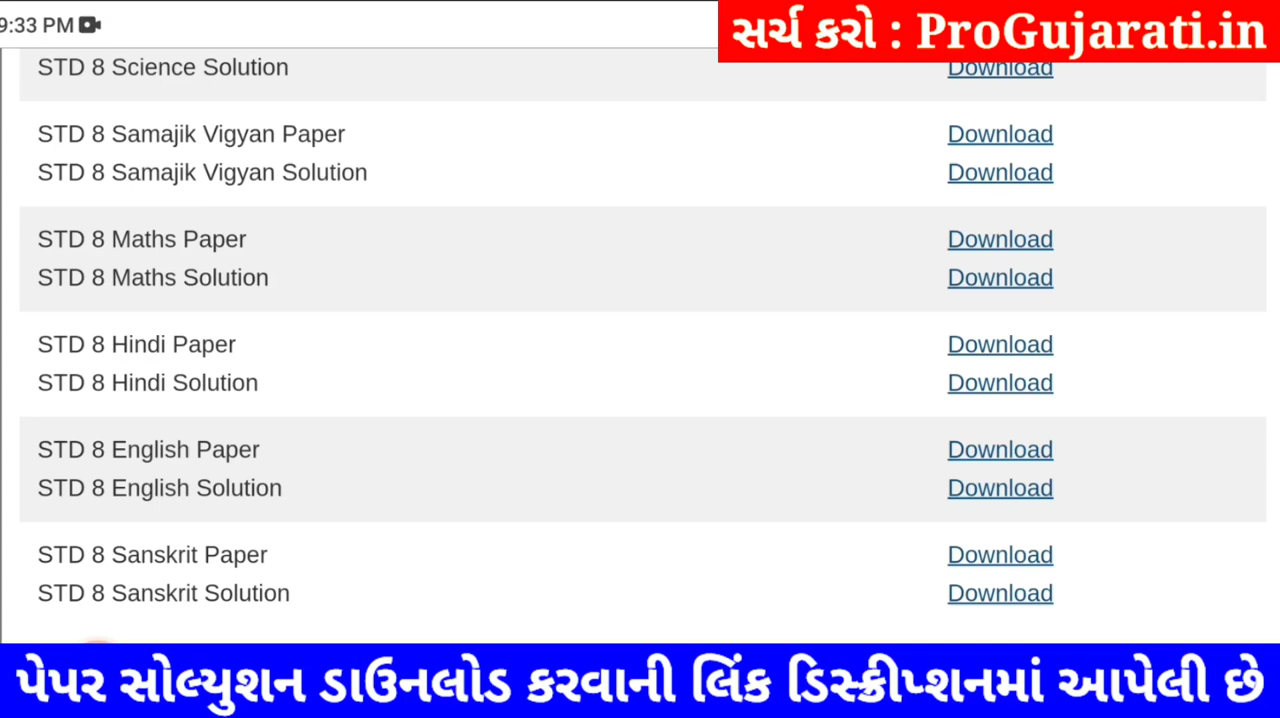 9:33 PM
સર્ચ કરો : ProGujarati.in
STD 8 Science Solution Download
STD 8 Samajik Vigyan Paper Download
STD 8 Samajik Vigyan Solution Download
STD 8 Maths Paper Download
STD 8 Maths Solution Download
STD 8 Hindi Paper Download
STD 8 Hindi Solution Download
STD 8 English Paper Download
STD 8 English Solution Download
STD 8 Sanskrit Paper Download
STD 8 Sanskrit Solution Download
પેપર સોલ્યુશન ડાઉનલોડ કરવાની લિંક ડિસ્ક્રીપ્શનમાં આપેલી છે